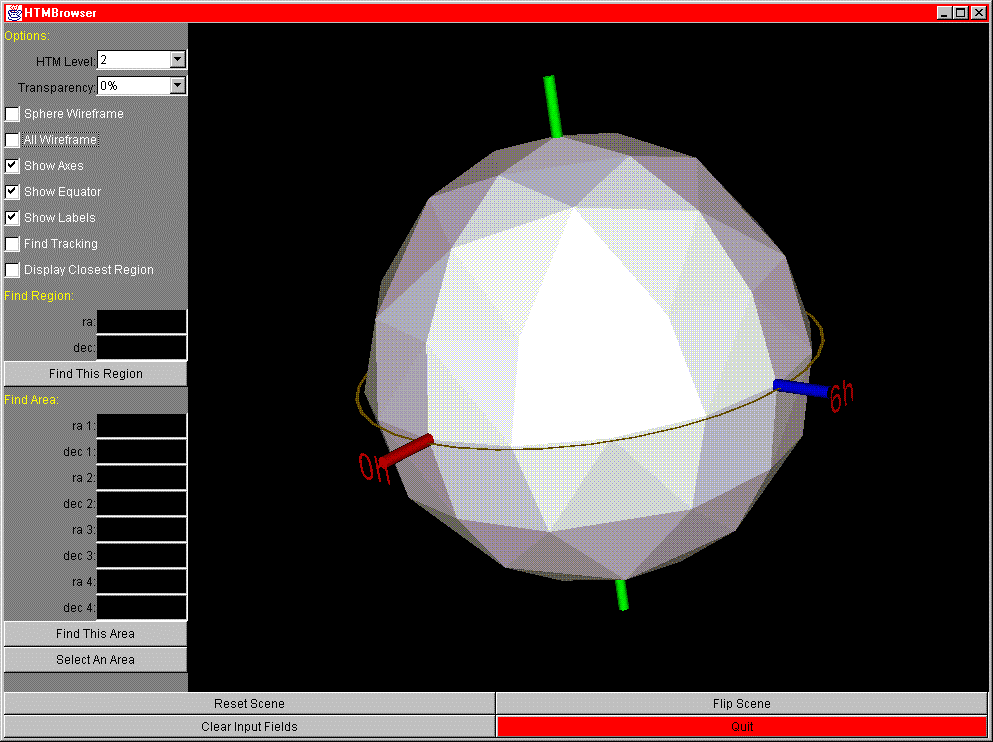 HTMBrowser
Options:
HTM Level: 2
Transparency: 0%
Sphere Wireframe
All Wireframe
Show Axes
Show Equator
Show Labels
Find Tracking
Display Closest Region
Find Region:
ra:
dec:
Find This Region
Find Area:
ra 1:
dec 1:
ra 2:
dec 2:
ra 3:
dec 3:
ra 4:
dec 4:
Find This Area
Select An Area
0h
6h
Reset Scene
Flip Scene
Clear Input Fields
Quit